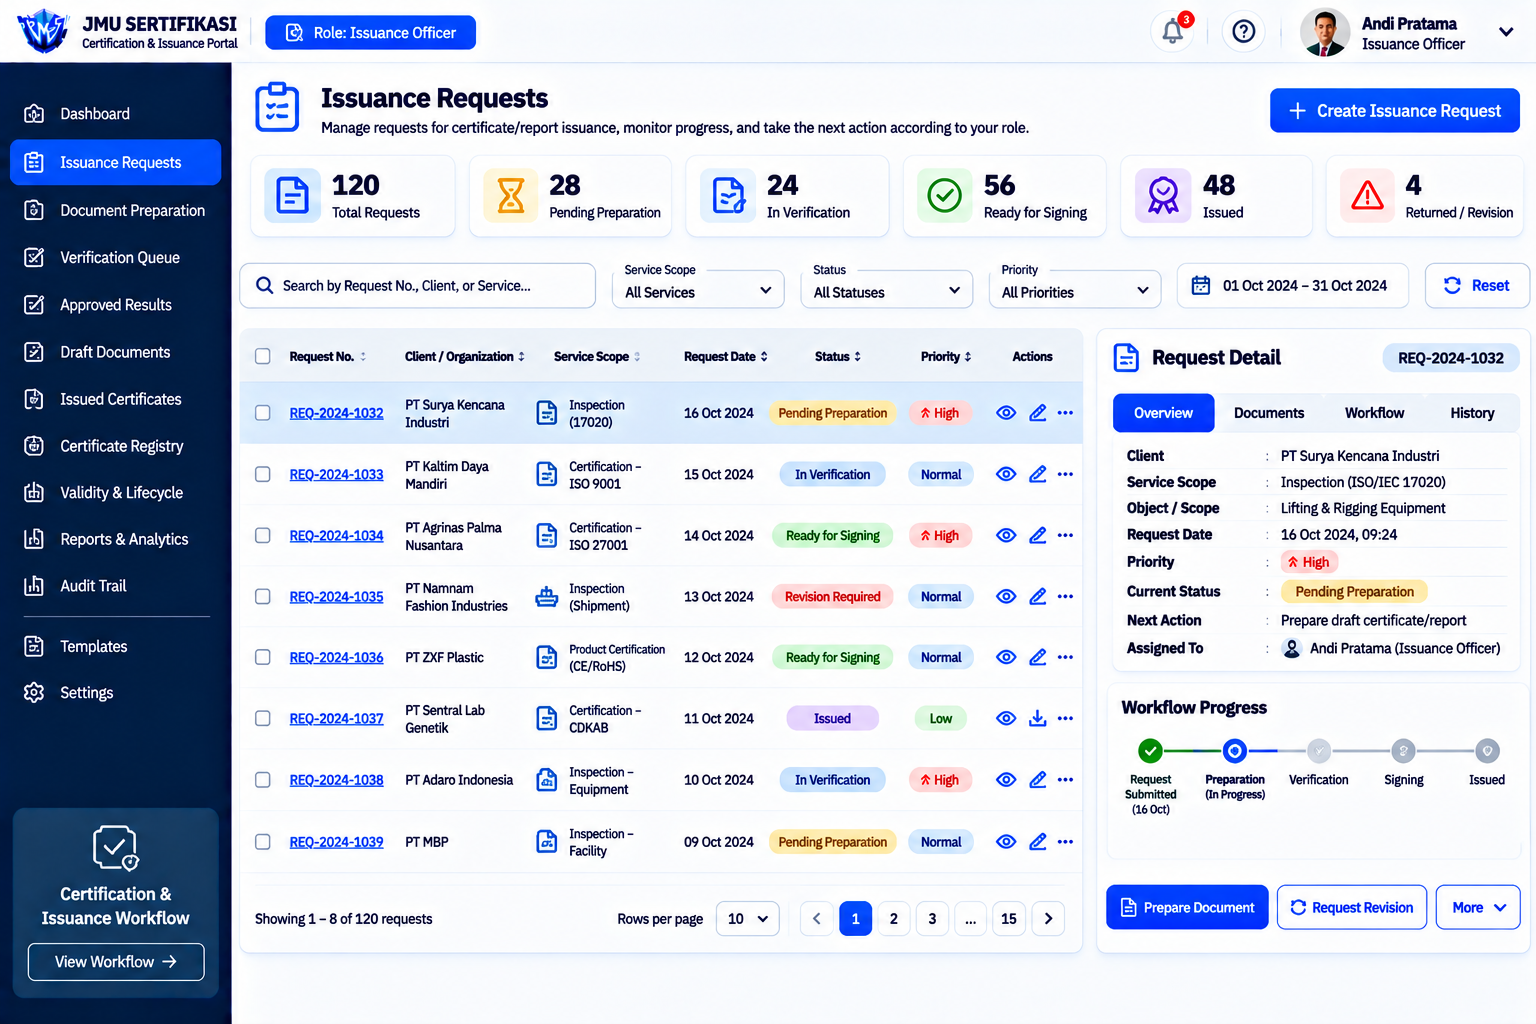 JMU SERTIFIKASI
Certification & Issuance Portal
Role: Issuance Officer
3
Andi Pratama
Issuance Officer
Dashboard
Issuance Requests
Document Preparation
Verification Queue
Approved Results
Draft Documents
Issued Certificates
Certificate Registry
Validity & Lifecycle
Reports & Analytics
Audit Trail
Templates
Settings
Certification &
Issuance Workflow
View Workflow →
Issuance Requests
Manage requests for certificate/report issuance, monitor progress, and take the next action according to your role.
+ Create Issuance Request
120
Total Requests
28
Pending Preparation
24
In Verification
56
Ready for Signing
48
Issued
4
Returned / Revision
Search by Request No., Client, or Service...
Service Scope
All Services
Status
All Statuses
Priority
All Priorities
01 Oct 2024 – 31 Oct 2024
Reset
Request No. Client / Organization Service Scope Request Date Status Priority Actions
REQ-2024-1032 PT Surya Kencana Industri Inspection (17020) 16 Oct 2024 Pending Preparation High
REQ-2024-1033 PT Kaltim Daya Mandiri Certification – ISO 9001 15 Oct 2024 In Verification Normal
REQ-2024-1034 PT Agrinas Palma Nusantara Certification – ISO 27001 14 Oct 2024 Ready for Signing High
REQ-2024-1035 PT Namnam Fashion Industries Inspection (Shipment) 13 Oct 2024 Revision Required Normal
REQ-2024-1036 PT ZXF Plastic Product Certification (CE/RoHS) 12 Oct 2024 Ready for Signing Normal
REQ-2024-1037 PT Sentral Lab Genetik Certification – CDKAB 11 Oct 2024 Issued Low
REQ-2024-1038 PT Adaro Indonesia Inspection – Equipment 10 Oct 2024 In Verification High
REQ-2024-1039 PT MBP Inspection – Facility 09 Oct 2024 Pending Preparation Normal
Showing 1 – 8 of 120 requests
Rows per page 10
< 1 2 3 ... 15 >
Request Detail
REQ-2024-1032
Overview Documents Workflow History
Client : PT Surya Kencana Industri
Service Scope : Inspection (ISO/IEC 17020)
Object / Scope : Lifting & Rigging Equipment
Request Date : 16 Oct 2024, 09:24
Priority : High
Current Status : Pending Preparation
Next Action : Prepare draft certificate/report
Assigned To : Andi Pratama (Issuance Officer)
Workflow Progress
Request Submitted (16 Oct)
Preparation (In Progress)
Verification
Signing
Issued
Prepare Document
Request Revision
More